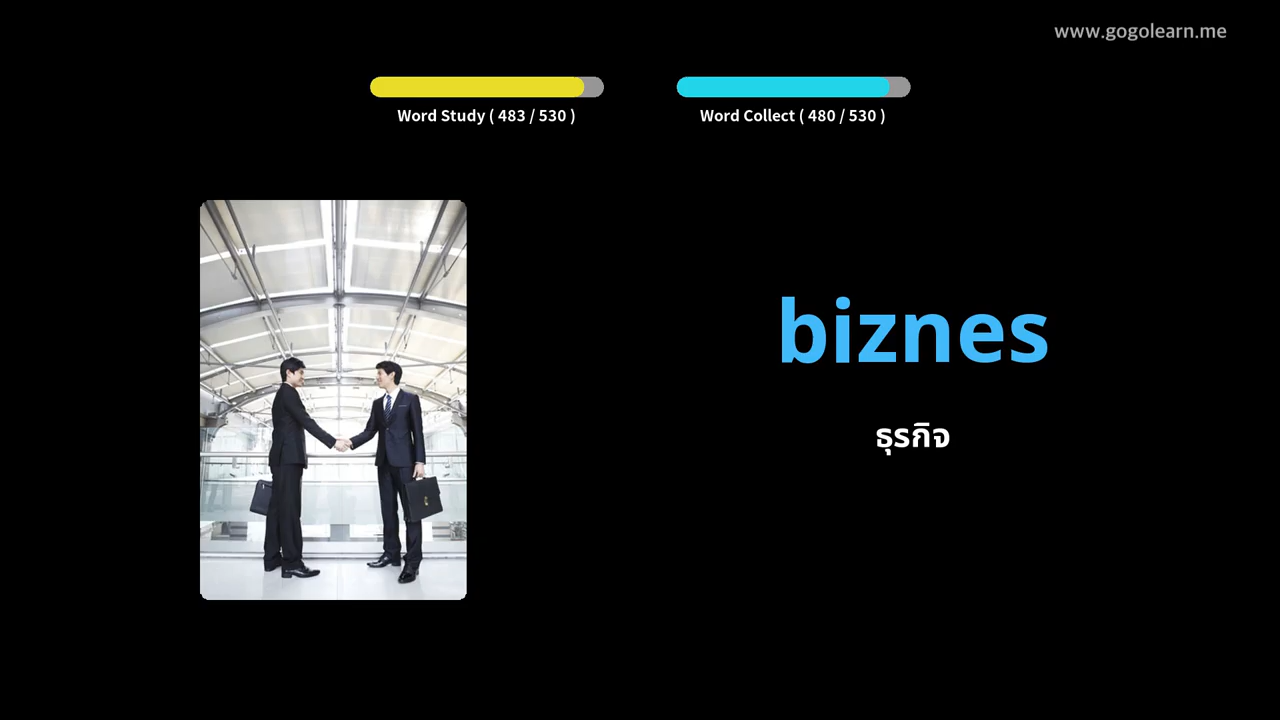 www.gogolearn.me
Word Study ( 483 / 530 )
Word Collect ( 480 / 530 )
biznes
ธุรกิจ